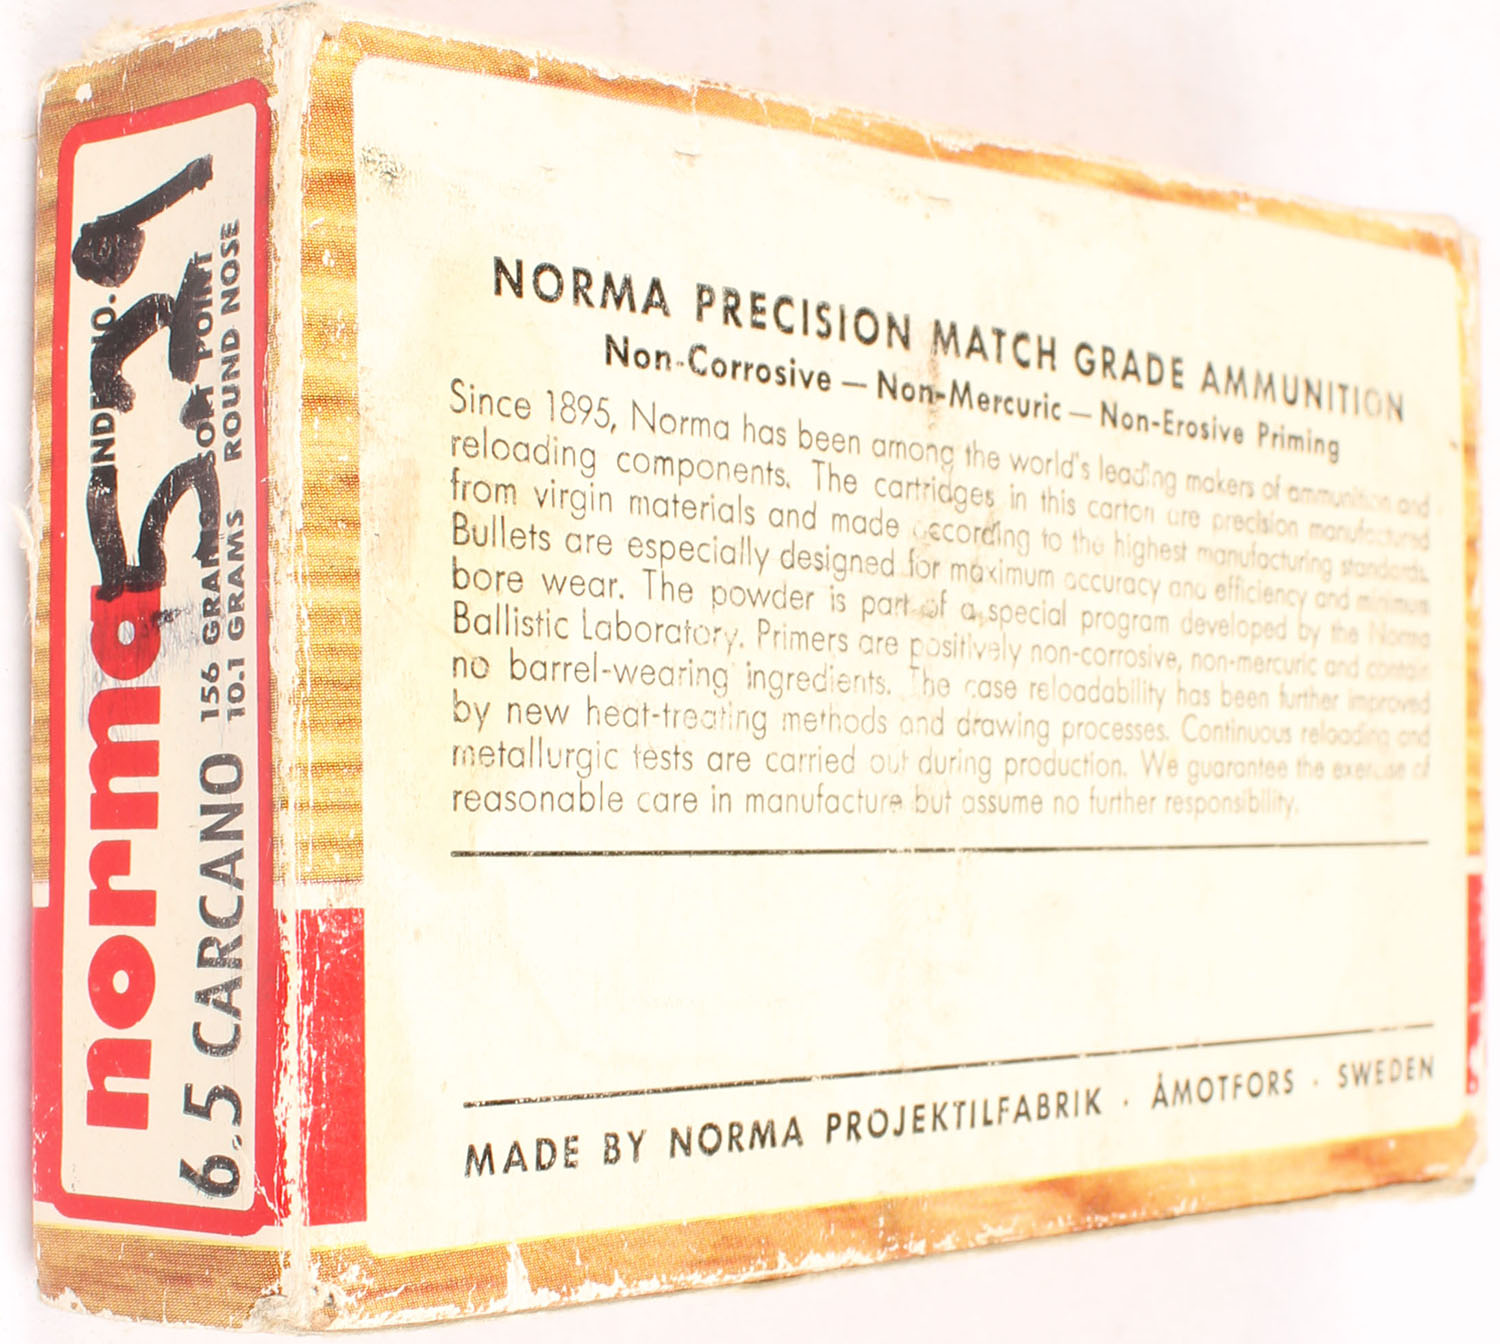 norma
INDEX NO.
529
6.5 CARCANO
156 GRAINS SOFT POINT
10.1 GRAMS ROUND NOSE
NORMA PRECISION MATCH GRADE AMMUNITION
Non-Corrosive — Non-Mercuric — Non-Erosive Priming
Since 1895, Norma has been among the world's leading makers of ammunition and
reloading components. The cartridges in this carton are precision manufactured
from virgin materials and made according to the highest manufacturing standards.
Bullets are especially designed for maximum accuracy and efficiency and minimum
bore wear. The powder is part of a special program developed by the Norma
Ballistic Laboratory. Primers are positively non-corrosive, non-mercuric and contain
no barrel-wearing ingredients. The case reloadability has been further improved
by new heat-treating methods and drawing processes. Continuous reloading and
metallurgic tests are carried out during production. We guarantee the exercise of
reasonable care in manufacture but assume no further responsibility.
MADE BY NORMA PROJEKTILFABRIK · ÅMOTFORS · SWEDEN